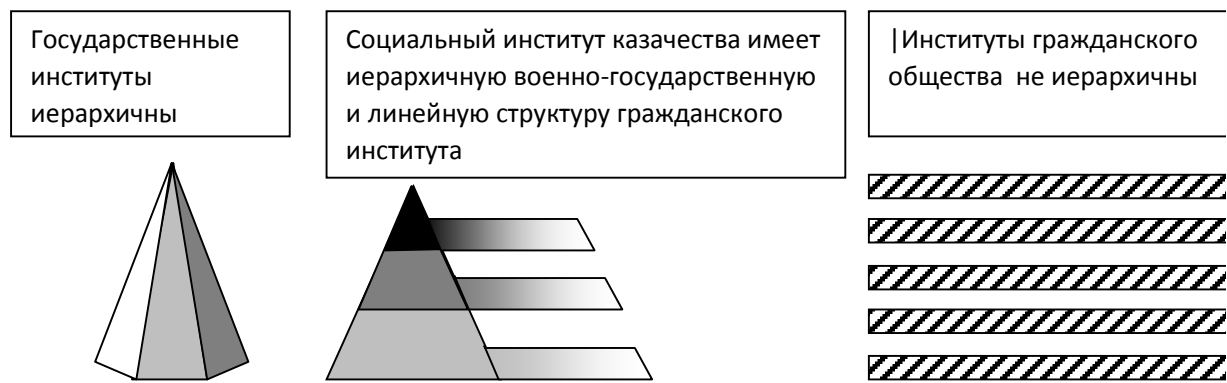 Государственные
институты
иерархичны
Социальный институт казачества имеет
иерархичную военно-государственную
и линейную структуру гражданского
института
|Институты гражданского
общества  не иерархичны